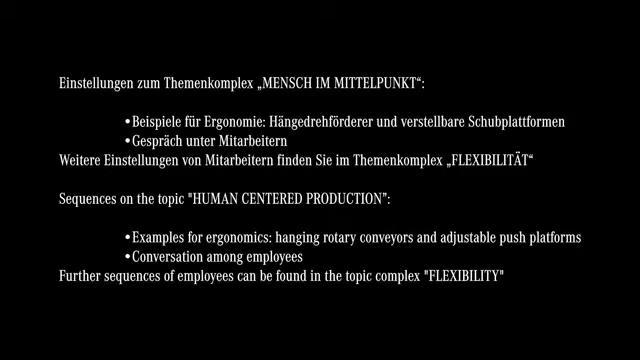 Einstellungen zum Themenkomplex „MENSCH IM MITTELPUNKT“:
•Beispiele für Ergonomie: Hängedrehförderer und verstellbare Schubplattformen
•Gespräch unter Mitarbeitern
Weitere Einstellungen von Mitarbeitern finden Sie im Themenkomplex „FLEXIBILITÄT“
Sequences on the topic "HUMAN CENTERED PRODUCTION”:
•Examples for ergonomics: hanging rotary conveyors and adjustable push platforms
•Conversation among employees
Further sequences of employees can be found in the topic complex "FLEXIBILITY"